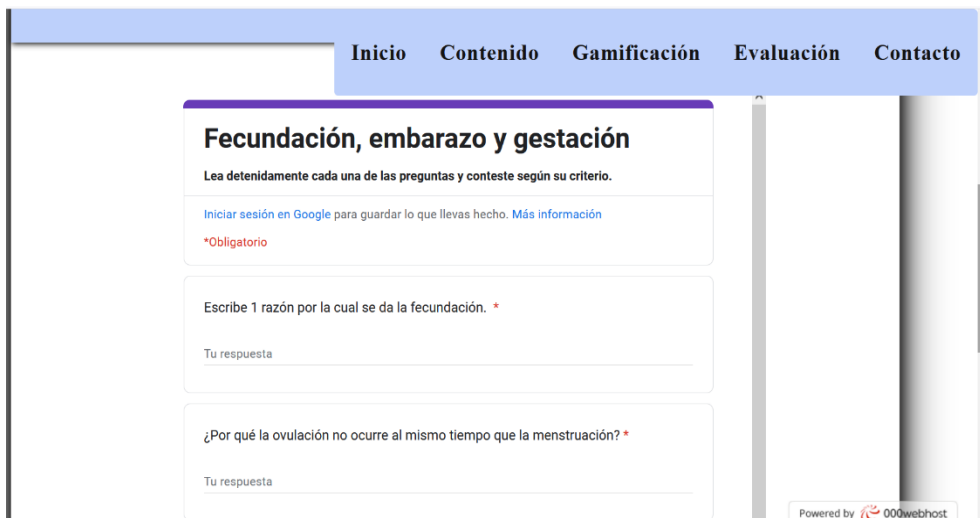 Inicio Contenido Gamificación Evaluación Contacto
Fecundación, embarazo y gestación
Lea detenidamente cada una de las preguntas y conteste según su criterio.
Iniciar sesión en Google para guardar lo que llevas hecho. Más información
*Obligatorio
Escribe 1 razón por la cual se da la fecundación. *
Tu respuesta
¿Por qué la ovulación no ocurre al mismo tiempo que la menstruación? *
Tu respuesta
Powered by 000webhost